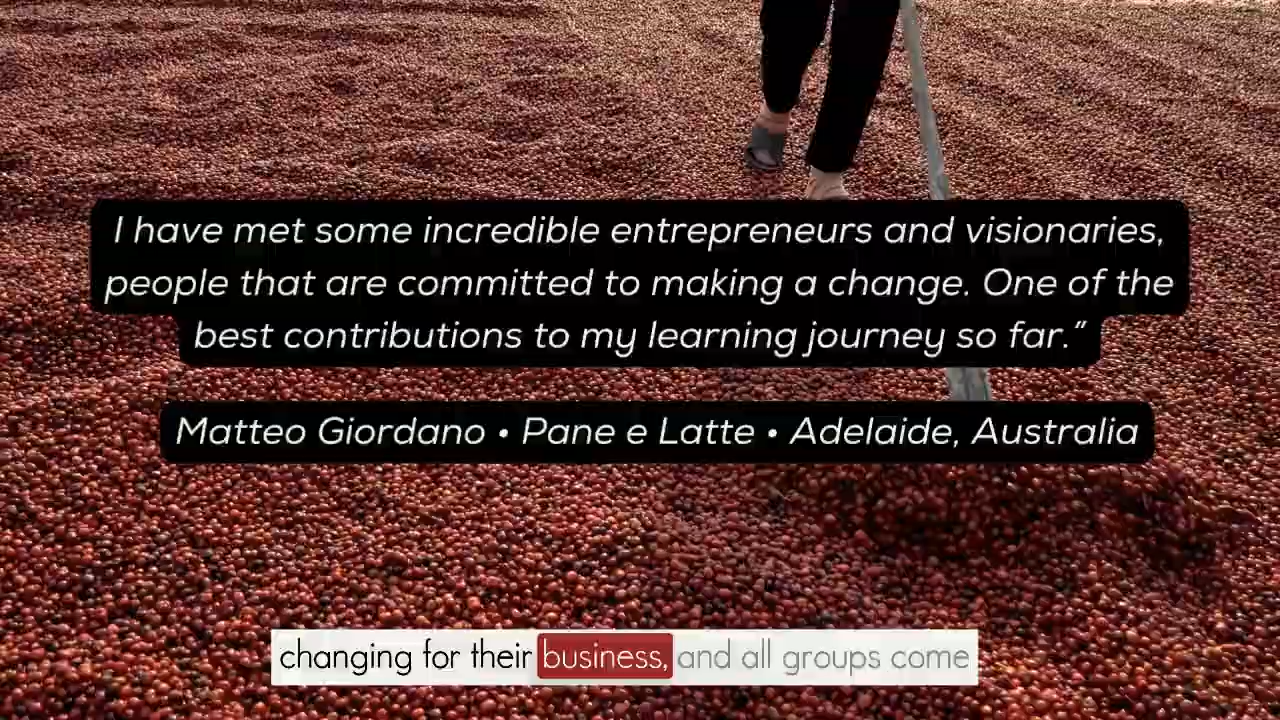 I have met some incredible entrepreneurs and visionaries,
people that are committed to making a change. One of the
best contributions to my learning journey so far.”
Matteo Giordano • Pane e Latte • Adelaide, Australia
changing for their business, and all groups come